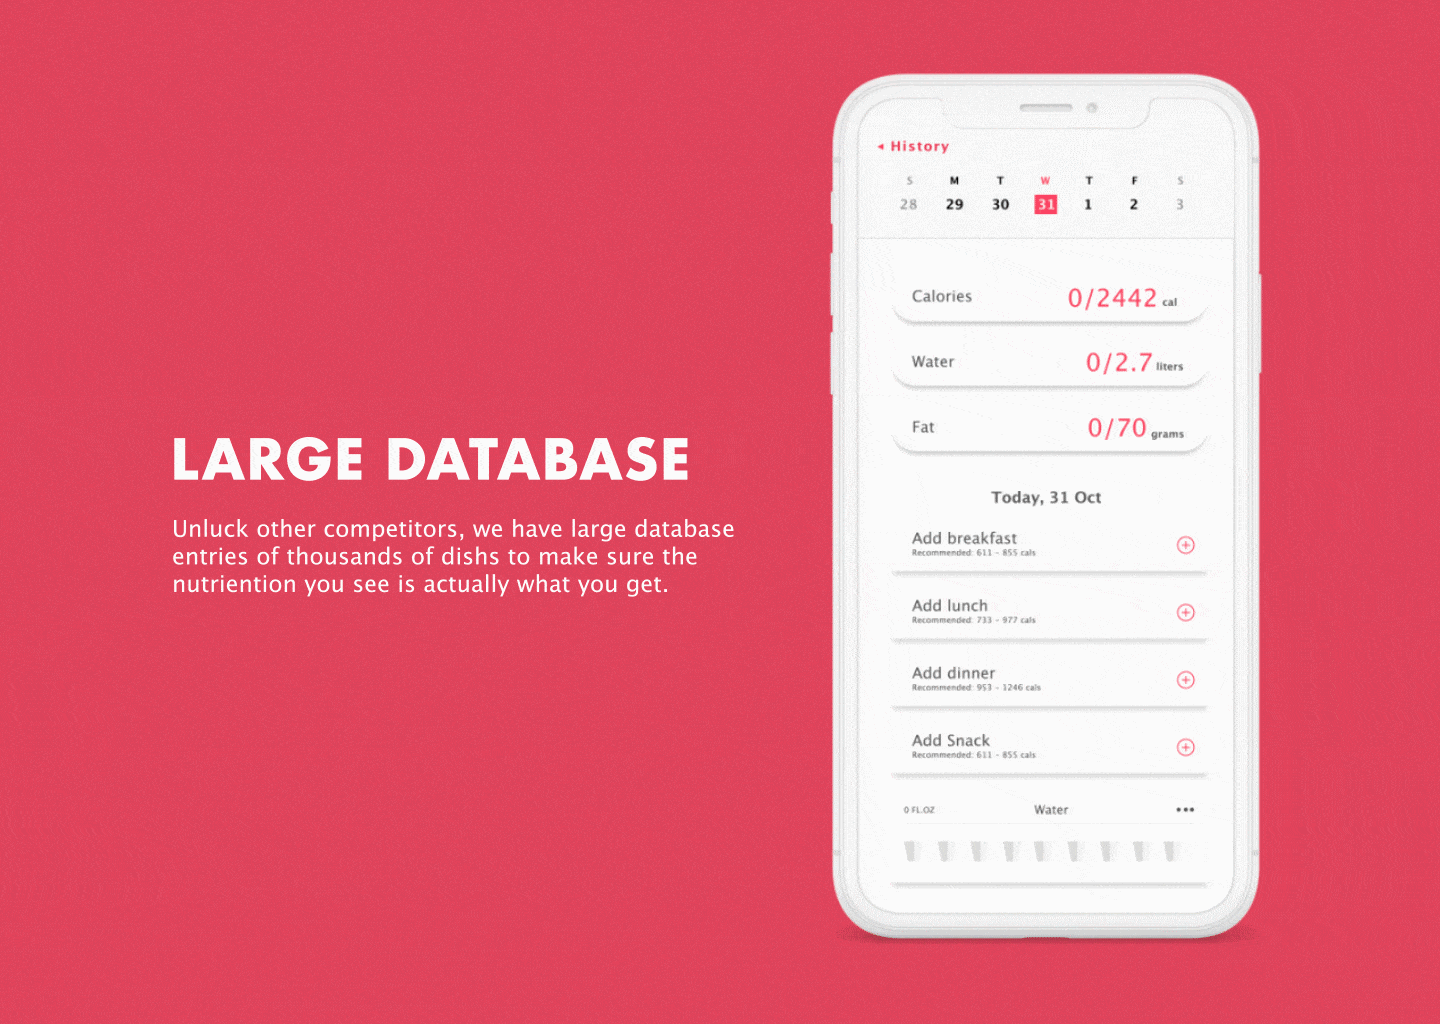 LARGE DATABASE
Unluck other competitors, we have large database
entries of thousands of dishs to make sure the
nutriention you see is actually what you get.
History
S M T W T F S
28 29 30 31 1 2 3
Calories 0/2442 cal
Water 0/2.7 liters
Fat 0/70 grams
Today, 31 Oct
Add breakfast
Recommended: 611 - 855 cals
Add lunch
Recommended: 733 - 977 cals
Add dinner
Recommended: 953 - 1246 cals
Add Snack
Recommended: 611 - 855 cals
0 FL.OZ Water •••